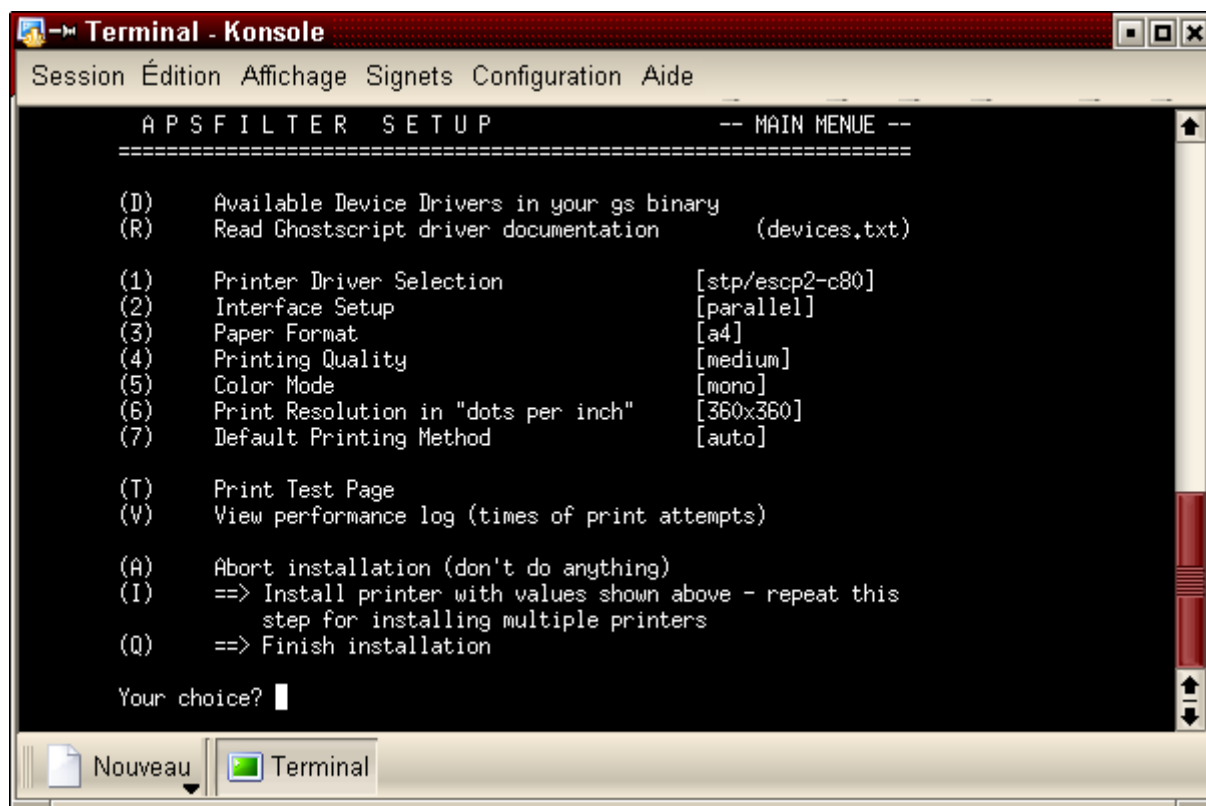 Terminal - Konsole
Session Édition Affichage Signets Configuration Aide
A P S F I L T E R   S E T U P -- MAIN MENUE --
==================================================================
(D) Available Device Drivers in your gs binary
(R) Read Ghostscript driver documentation (devices.txt)
(1) Printer Driver Selection [stp/escp2-c80]
(2) Interface Setup [parallel]
(3) Paper Format [a4]
(4) Printing Quality [medium]
(5) Color Mode [mono]
(6) Print Resolution in "dots per inch" [360x360]
(7) Default Printing Method [auto]
(T) Print Test Page
(V) View performance log (times of print attempts)
(A) Abort installation (don't do anything)
(I) ==> Install printer with values shown above - repeat this
step for installing multiple printers
(Q) ==> Finish installation
Your choice?
Nouveau Terminal